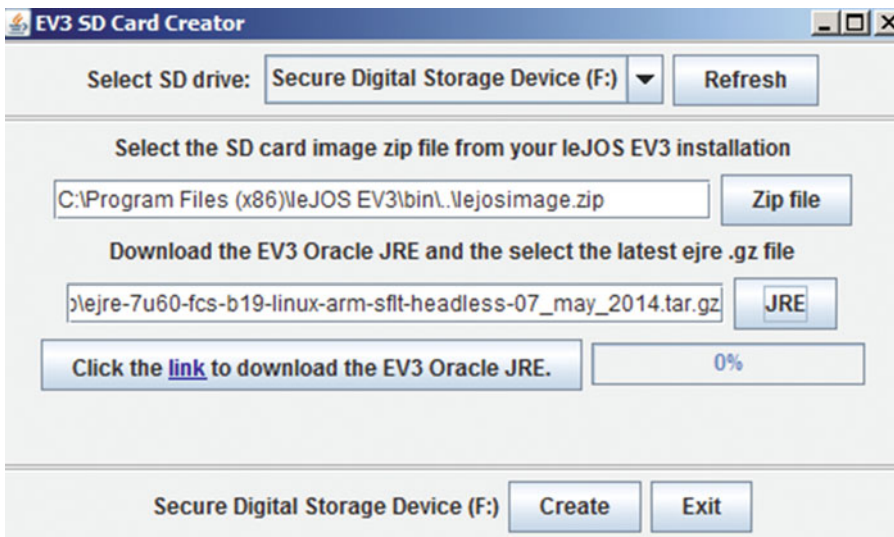 EV3 SD Card Creator
Select SD drive: Secure Digital Storage Device (F:) Refresh
Select the SD card image zip file from your leJOS EV3 installation
C:\Program Files (x86)\leJOS EV3\bin\..\lejosimage.zip Zip file
Download the EV3 Oracle JRE and the select the latest ejre .gz file
\ejre-7u60-fcs-b19-linux-arm-sflt-headless-07_may_2014.tar.gz JRE
Click the link to download the EV3 Oracle JRE. 0%
Secure Digital Storage Device (F:) Create Exit